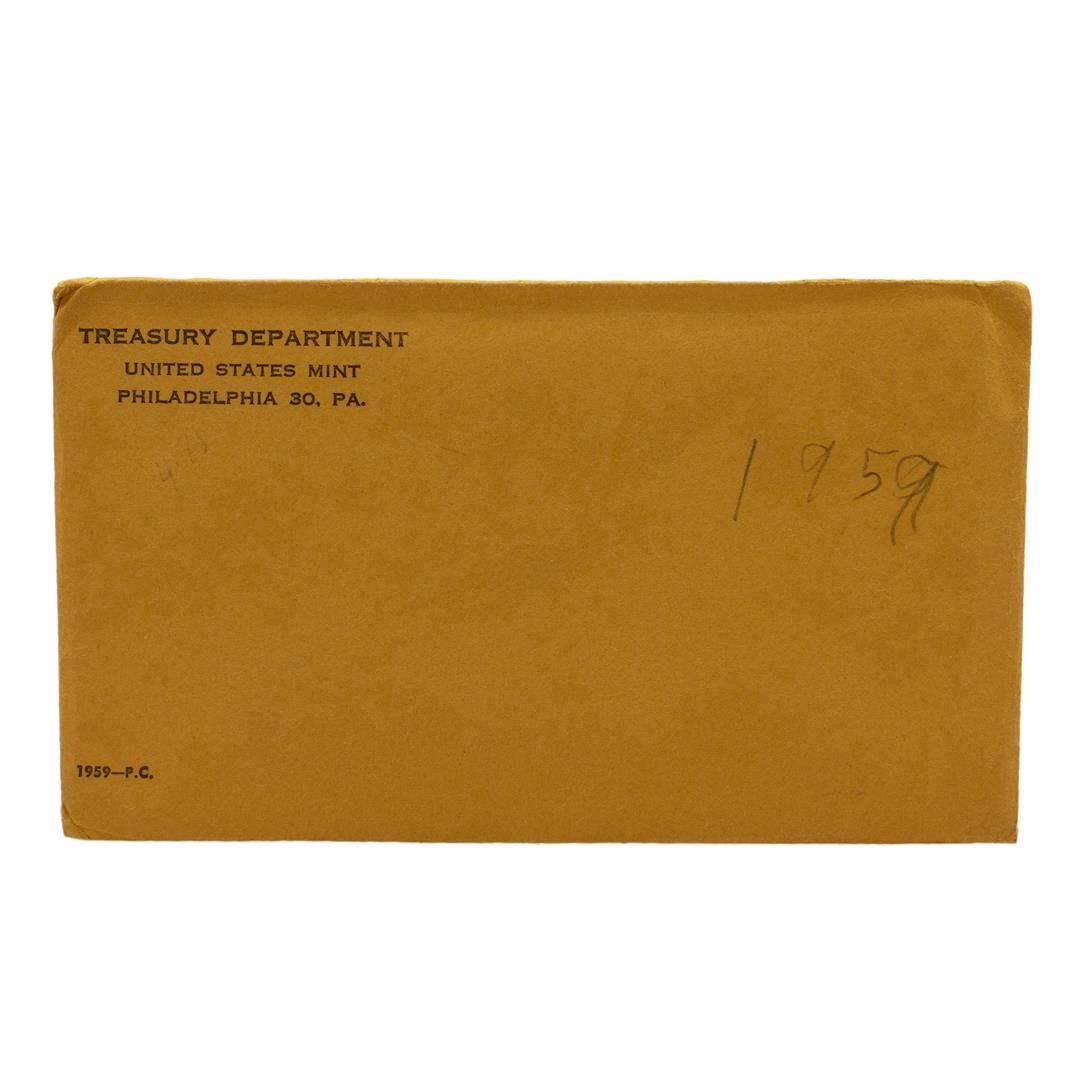 TREASURY DEPARTMENT
UNITED STATES MINT
PHILADELPHIA 30, PA.
1959
1959—P.C.